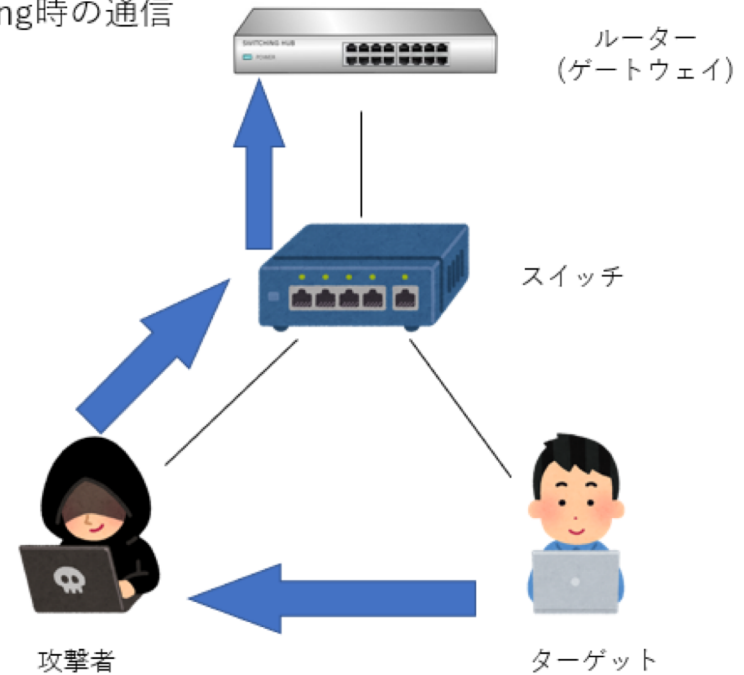 ng時の通信
SWITCHING HUB
POWER
ルーター
(ゲートウェイ)
スイッチ
攻撃者
ターゲット